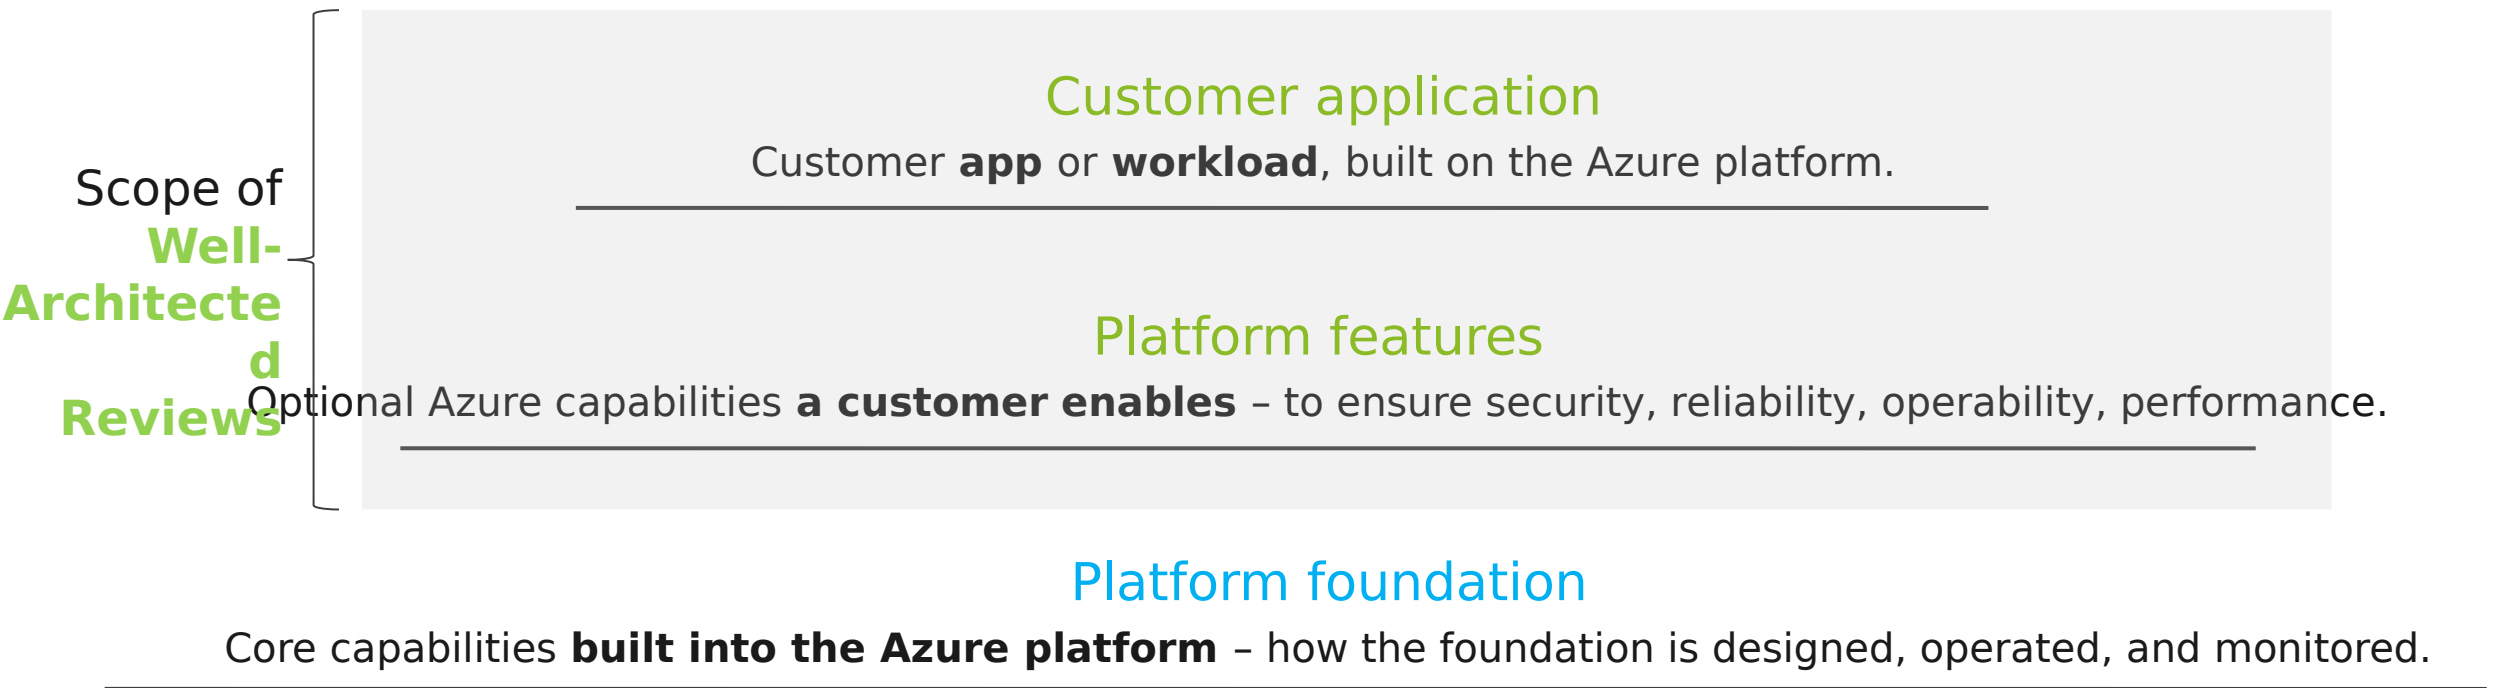 Customer application
Customer app or workload, built on the Azure platform.
Scope of
Well-
Architecte
d
Reviews
Platform features
Optional Azure capabilities a customer enables – to ensure security, reliability, operability, performance.
Platform foundation
Core capabilities built into the Azure platform – how the foundation is designed, operated, and monitored.